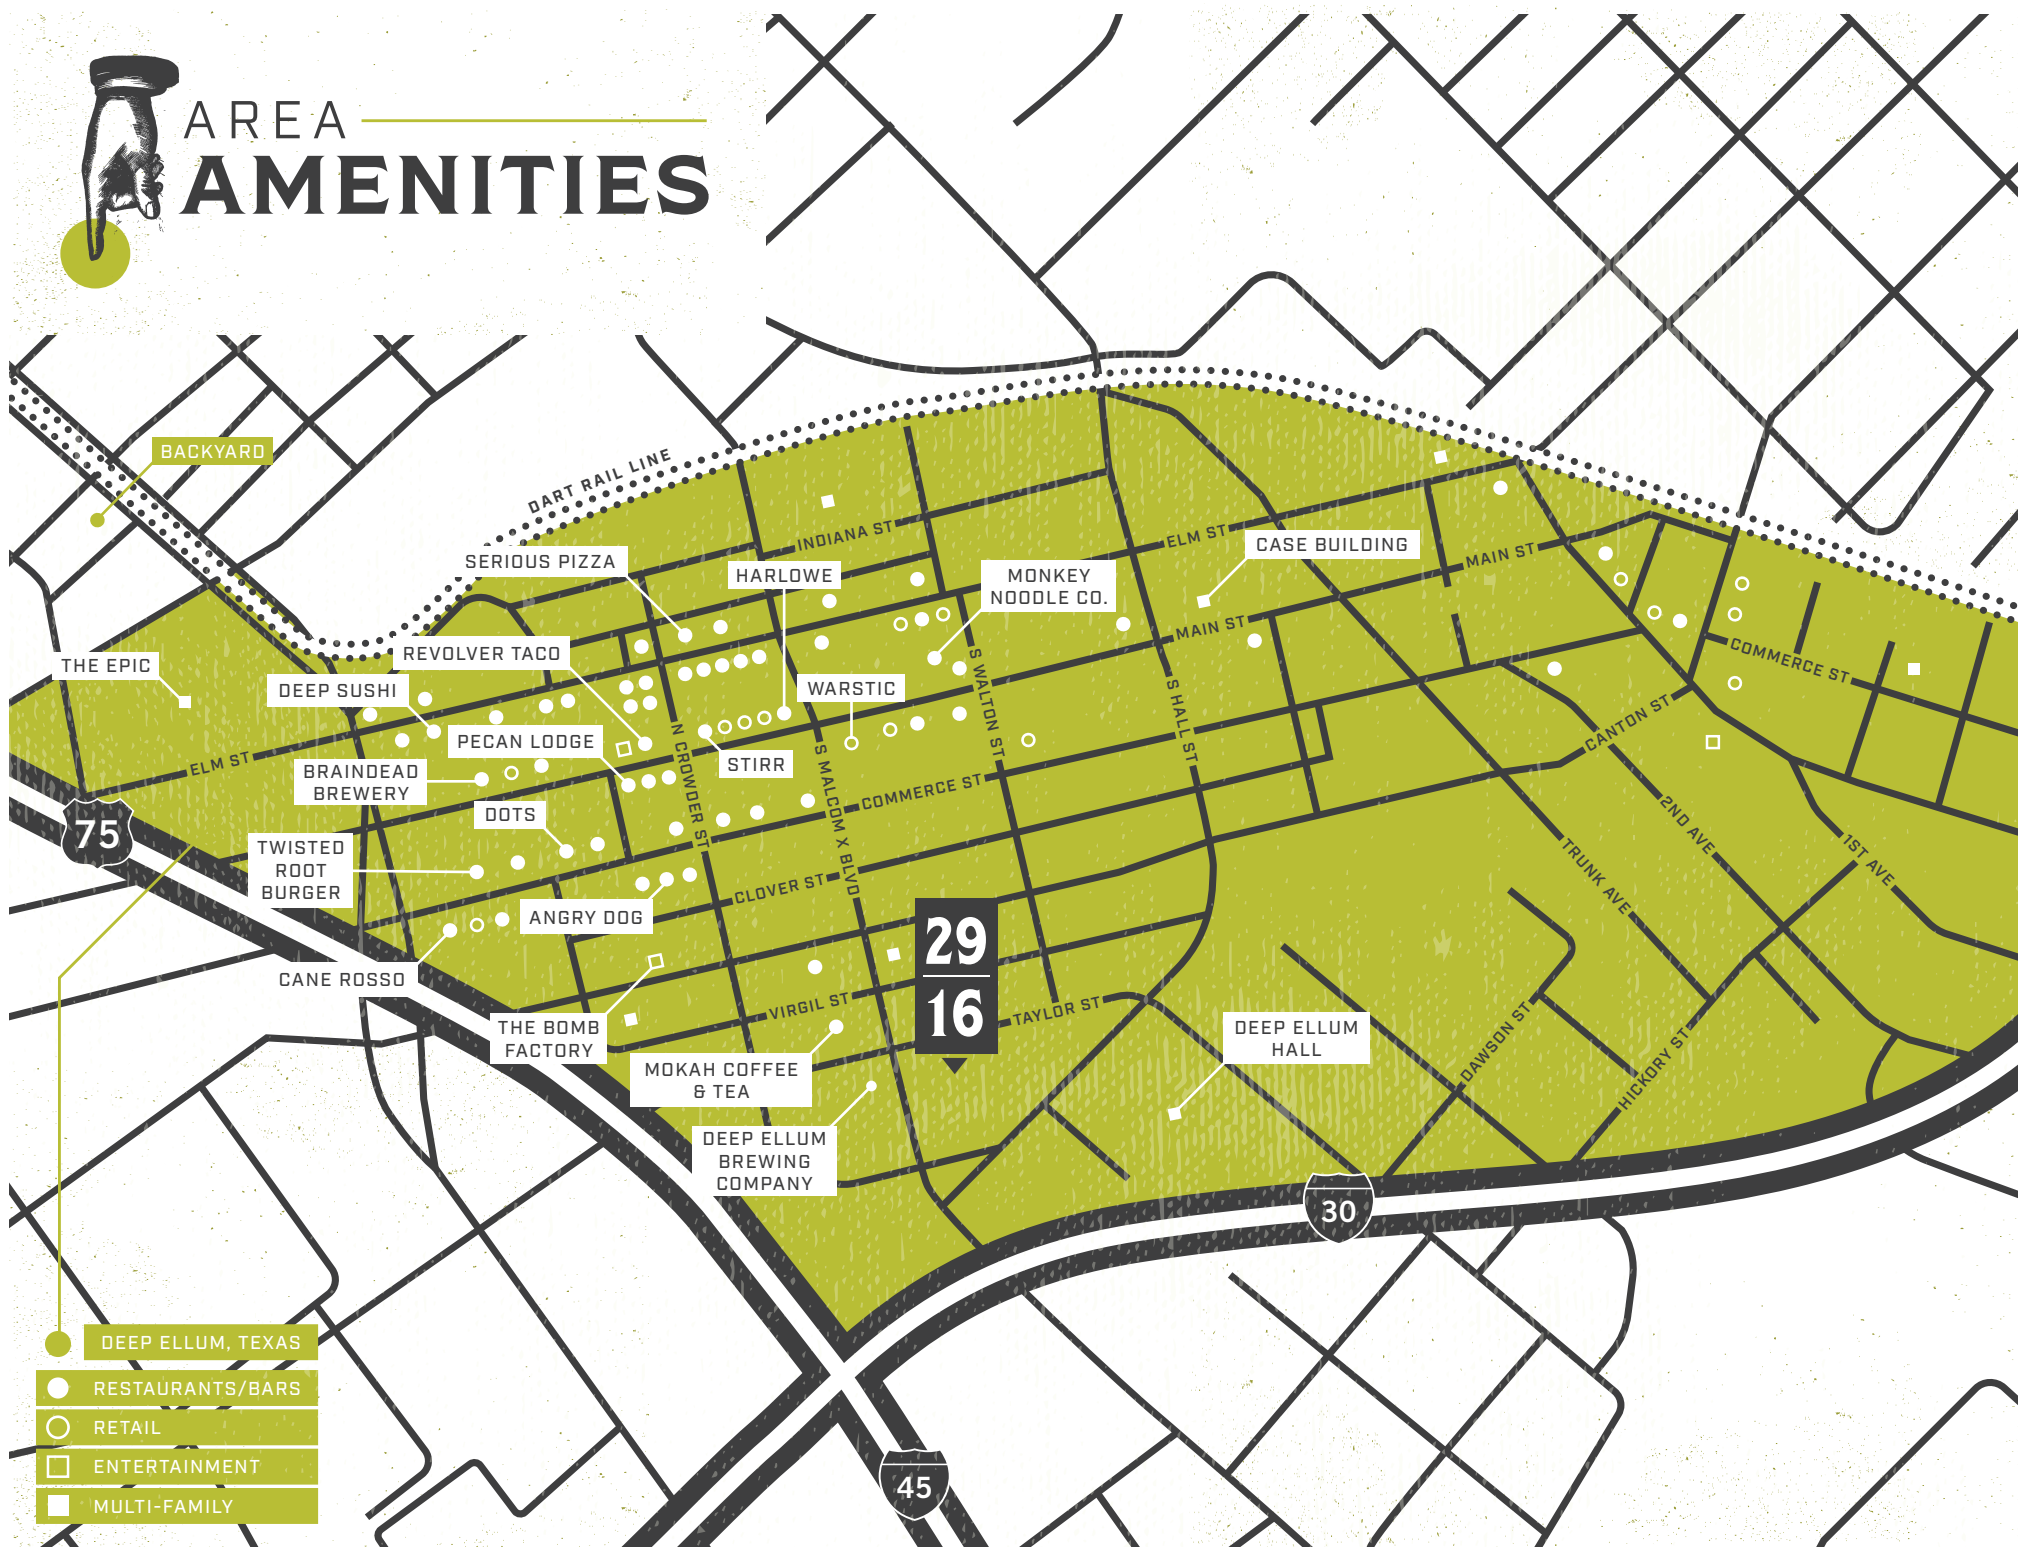 AREA
AMENITIES
BACKYARD
DART RAIL LINE
SERIOUS PIZZA
INDIANA ST
HARLOWE
MONKEY
NOODLE CO.
ELM ST
CASE BUILDING
MAIN ST
MAIN ST
COMMERCE ST
THE EPIC
REVOLVER TACO
DEEP SUSHI
WARSTIC
PECAN LODGE
STIRR
ELM ST
BRAINDEAD
BREWERY
DOTS
N CROWDER ST
S MALCOM X BLVD
S WALTON ST
S HALL ST
COMMERCE ST
CANTON ST
2ND AVE
1ST AVE
TRUNK AVE
75
TWISTED
ROOT
BURGER
CLOVER ST
ANGRY DOG
CANE ROSSO
29
16
VIRGIL ST
TAYLOR ST
THE BOMB
FACTORY
MOKAH COFFEE
& TEA
DEEP ELLUM
HALL
DAWSON ST
HICKORY ST
DEEP ELLUM
BREWING
COMPANY
30
45
DEEP ELLUM, TEXAS
RESTAURANTS/BARS
RETAIL
ENTERTAINMENT
MULTI-FAMILY